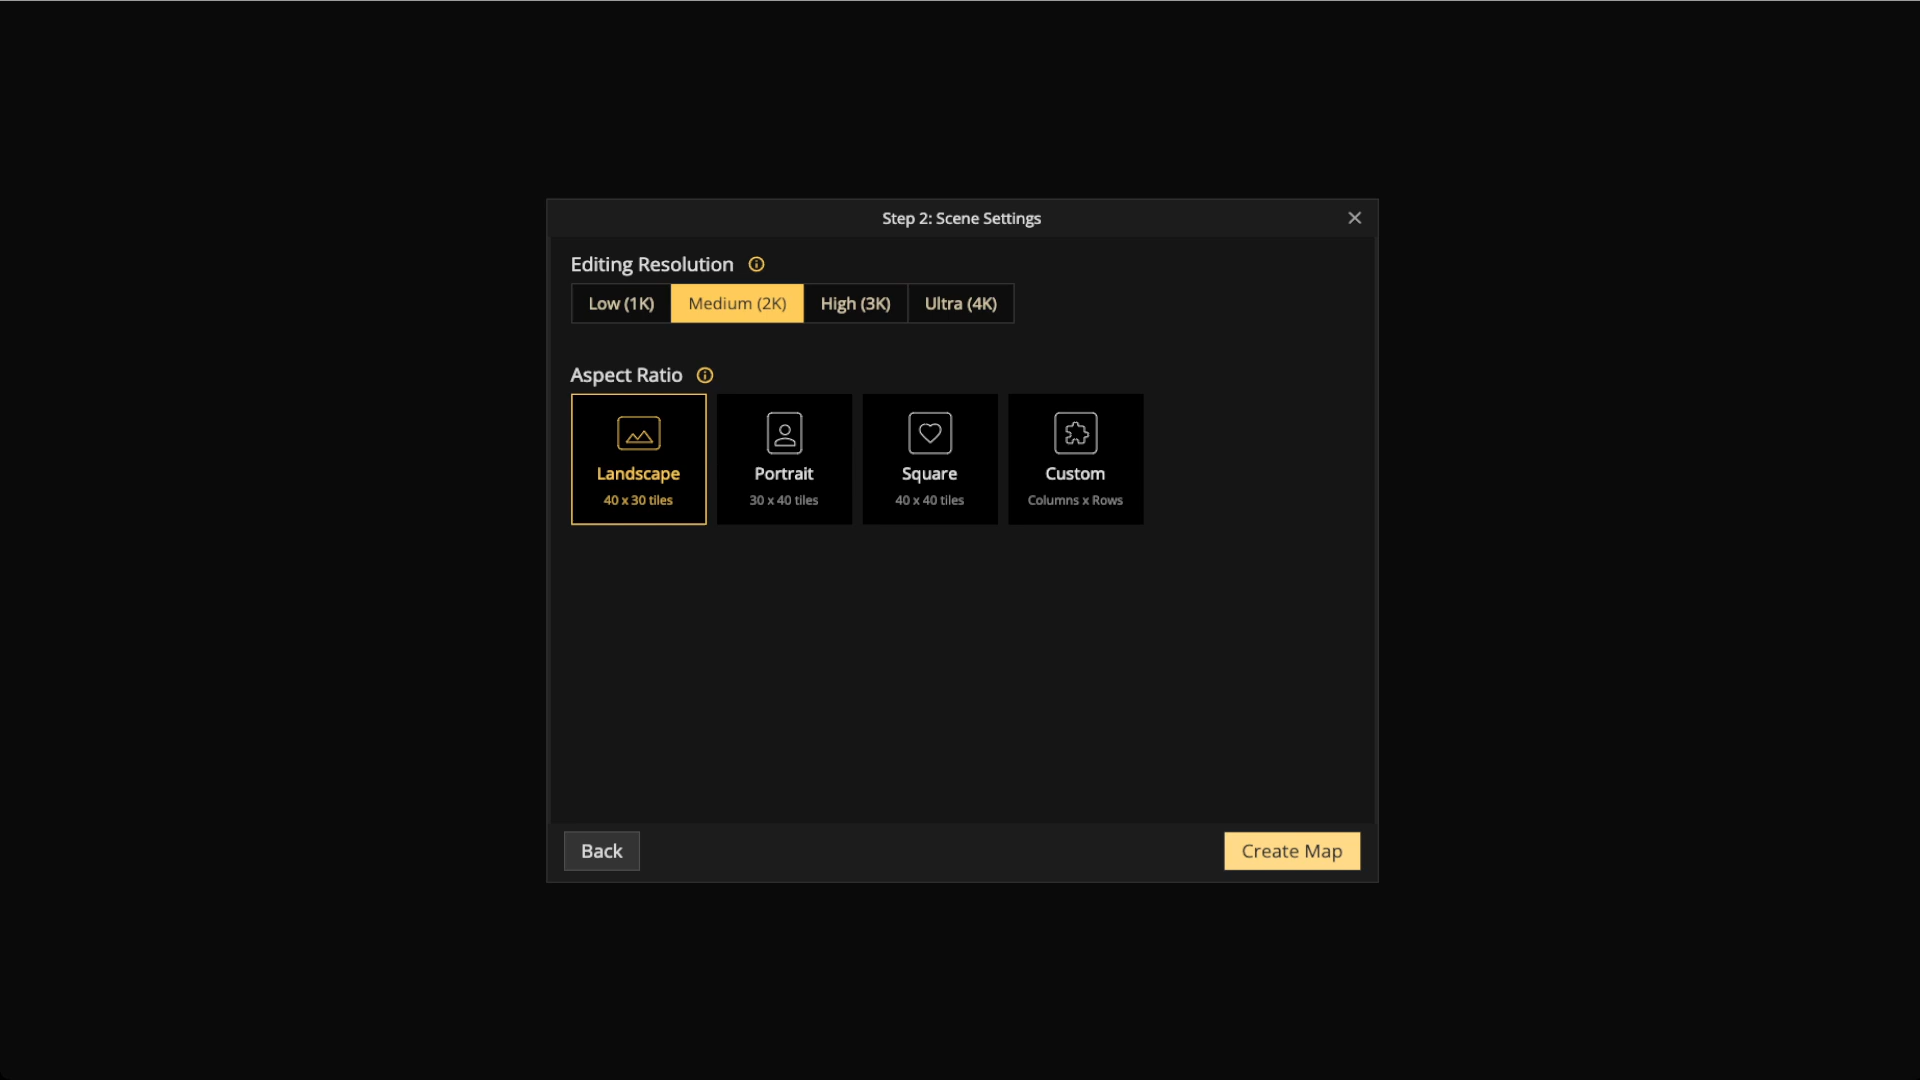 Step 2: Scene Settings
Editing Resolution
Low (1K) Medium (2K) High (3K) Ultra (4K)
Aspect Ratio
Landscape Portrait Square Custom
40 x 30 tiles 30 x 40 tiles 40 x 40 tiles Columns x Rows
Back Create Map